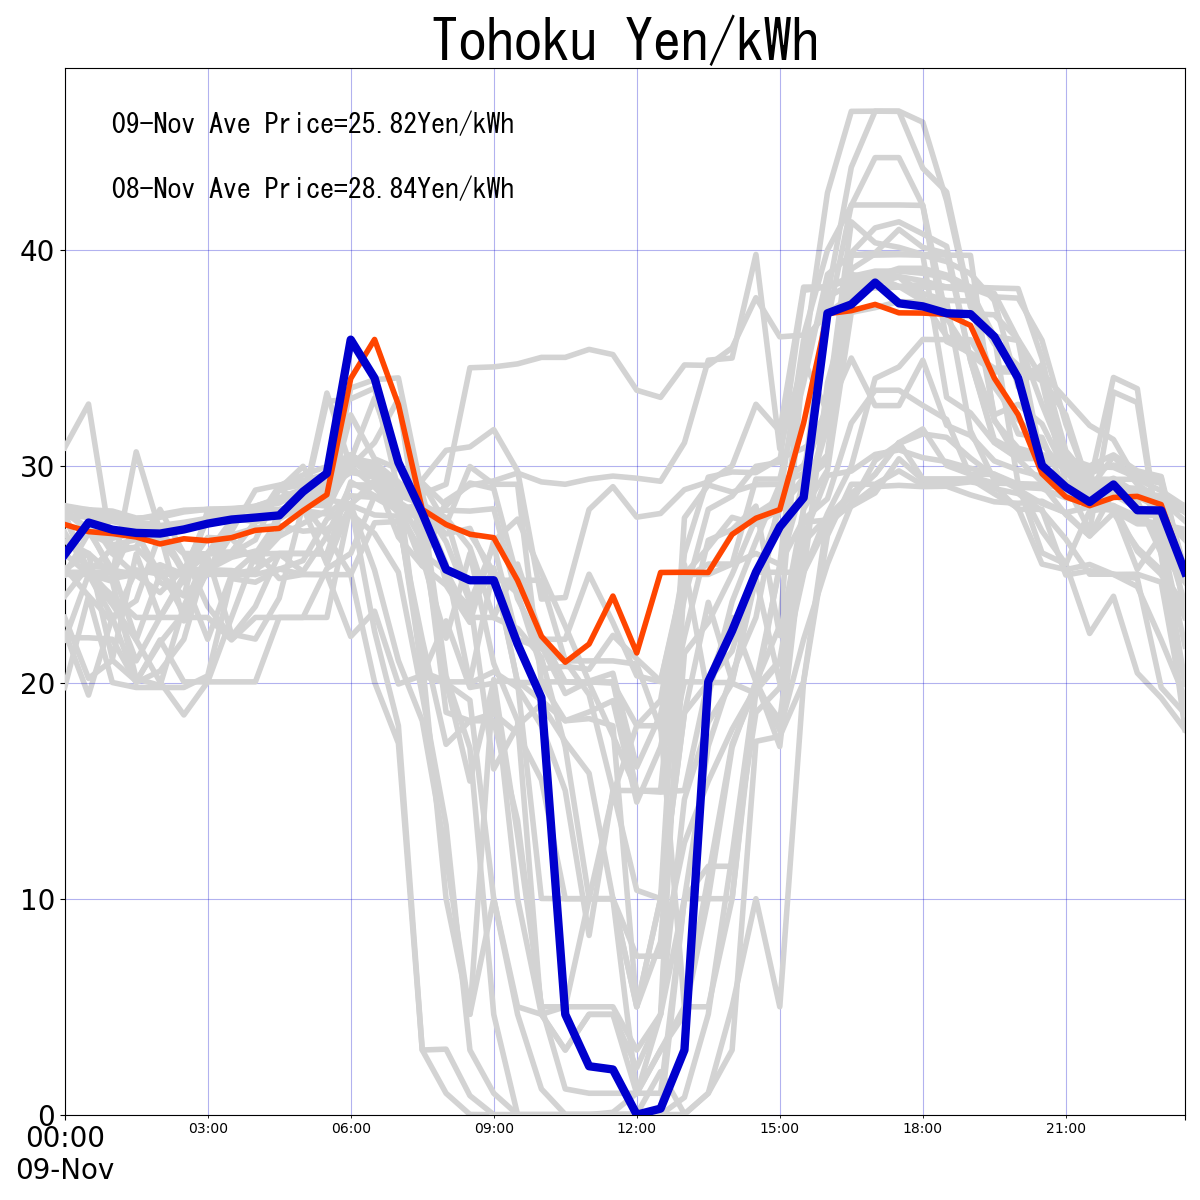 Tohoku Yen/kWh
09-Nov Ave Price=25.82Yen/kWh
08-Nov Ave Price=28.84Yen/kWh
40
30
20
10
0
00:00 03:00 06:00 09:00 12:00 15:00 18:00 21:00
09-Nov